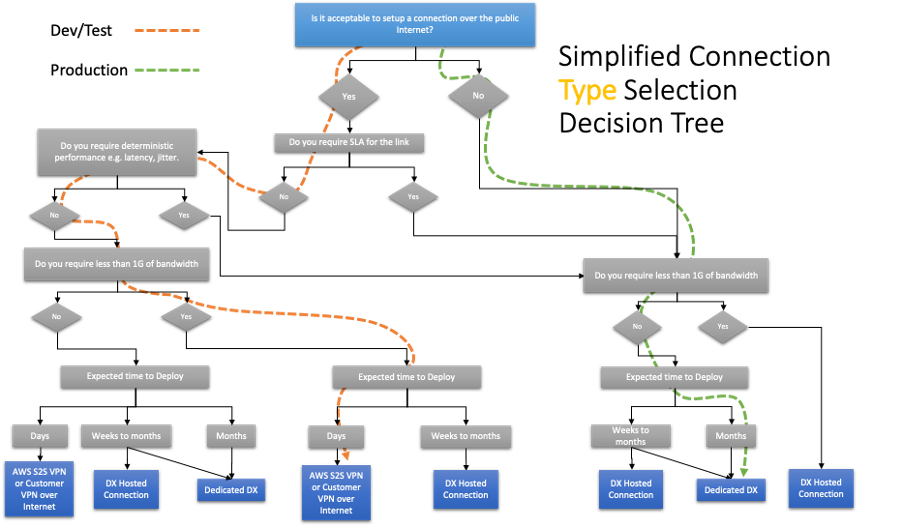 Is it acceptable to setup a connection over the public
Internet?
Dev/Test
Production
Simplified Connection
Type Selection
Decision Tree
Yes
No
Do you require deterministic
performance e.g. latency, jitter.
Do you require SLA for the link
No
Yes
No
Yes
Do you require less than 1G of bandwidth
Do you require less than 1G of bandwidth
No
Yes
No
Yes
Expected time to Deploy
Expected time to Deploy
Expected time to Deploy
Days
Weeks to months
Months
Days
Weeks to months
Weeks to
months
Months
AWS S2S VPN
or Customer
VPN over
Internet
DX Hosted
Connection
Dedicated DX
AWS S2S VPN
or Customer
VPN over
Internet
DX Hosted
Connection
DX Hosted
Connection
Dedicated DX
DX Hosted
Connection